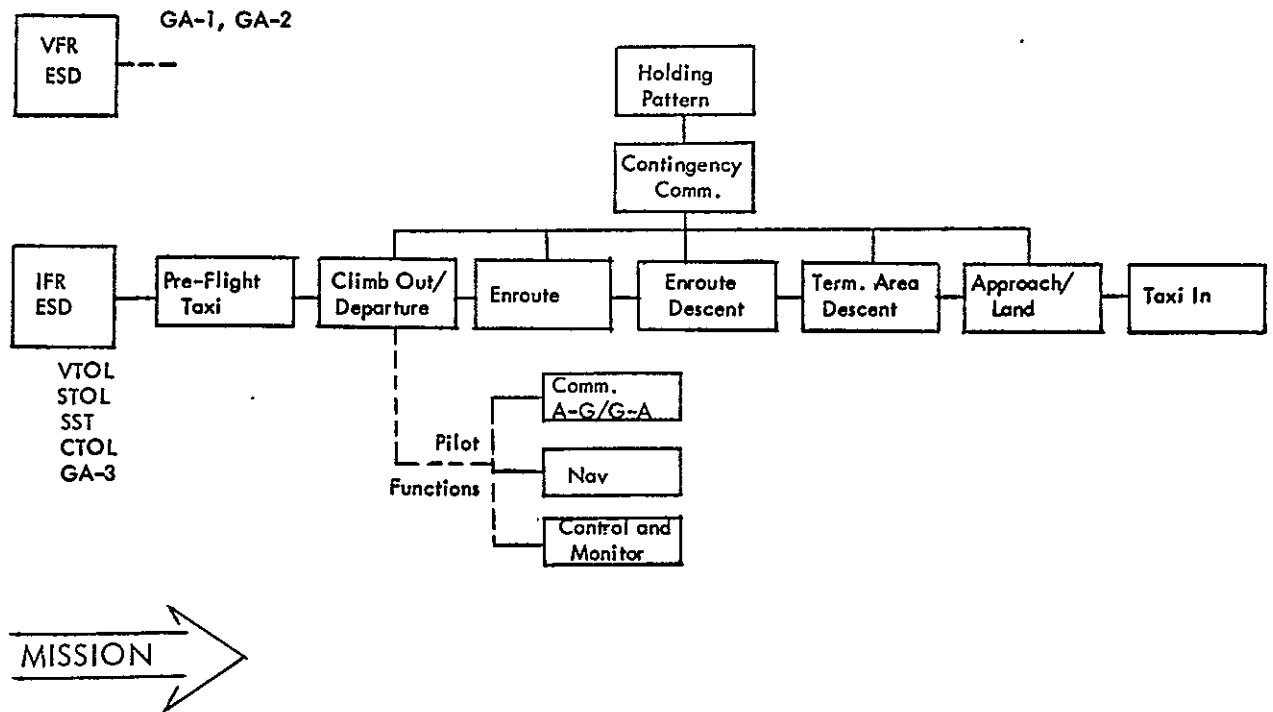 GA-1, GA-2
VFR
ESD
Holding
Pattern
Contingency
Comm.
IFR
ESD
Pre-Flight
Taxi
Climb Out/
Departure
Enroute
Enroute
Descent
Term. Area
Descent
Approach/
Land
Taxi In
VTOL
STOL
SST
CTOL
GA-3
Pilot
Functions
Comm.
A-G/G-A
Nav
Control and
Monitor
MISSION